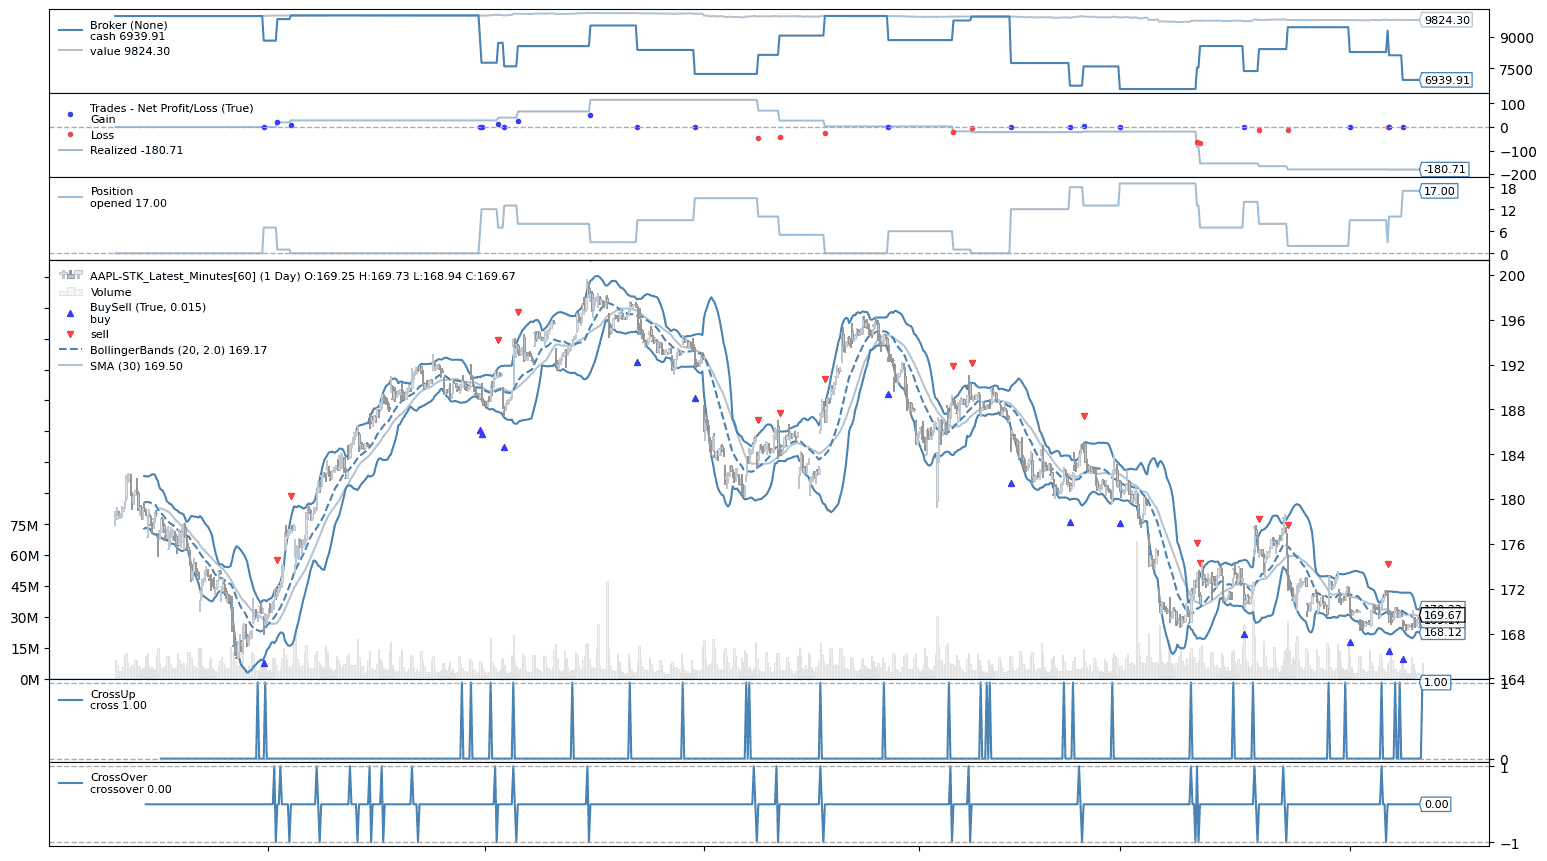 Broker (None)
cash 6939.91
value 9824.30
9824.30
9000
7500
6939.91
Trades - Net Profit/Loss (True)
Gain
Loss
Realized -180.71
100
0
−100
−200
-180.71
Position
opened 17.00
17.00
18
12
6
0
AAPL-STK_Latest_Minutes[60] (1 Day) O:169.25 H:169.73 L:168.94 C:169.67
Volume
BuySell (True, 0.015)
buy
sell
BollingerBands (20, 2.0) 169.17
SMA (30) 169.50
200
196
192
188
184
180
176
172
168
164
169.67
168.12
75M
60M
45M
30M
15M
0M
CrossUp
cross 1.00
1.00
1
0
CrossOver
crossover 0.00
1
0.00
−1